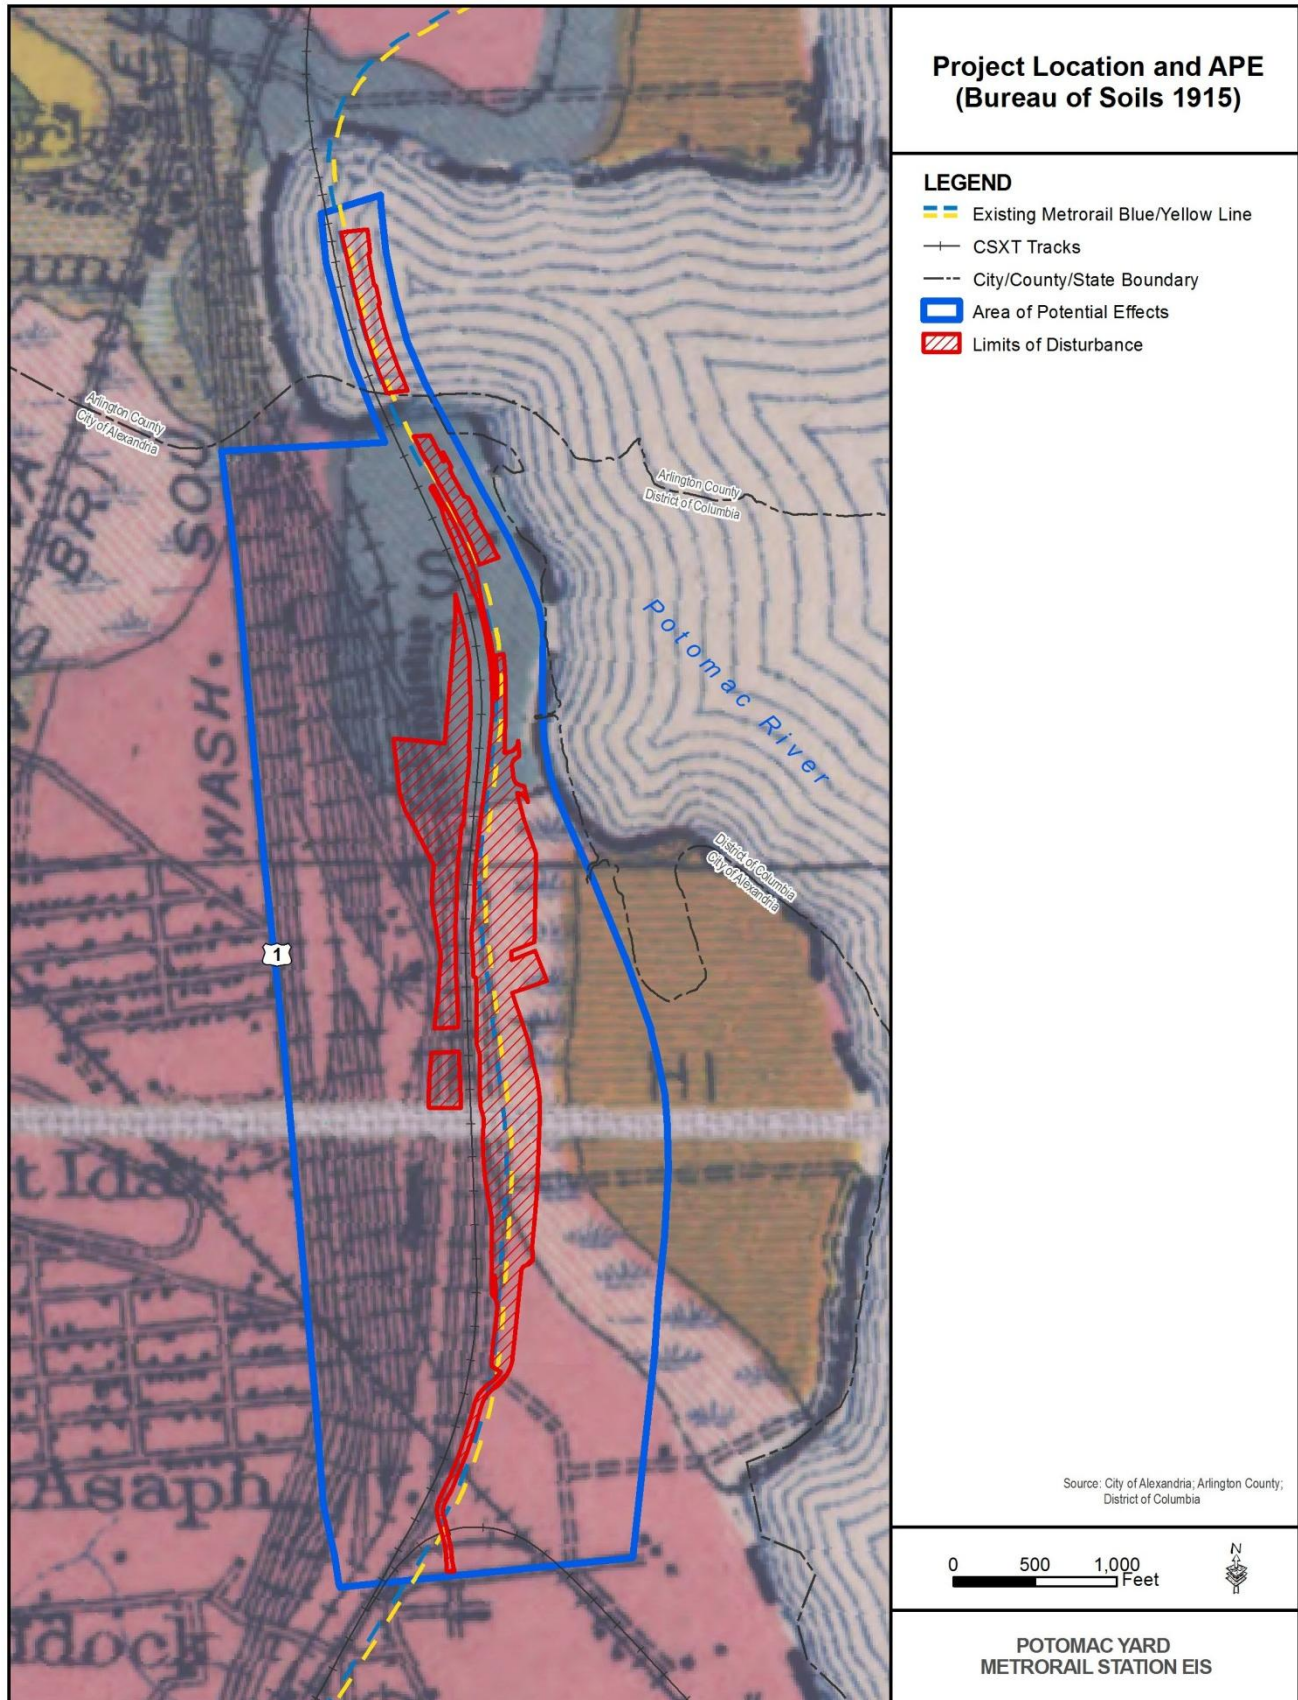 Project Location and APE
(Bureau of Soils 1915)
LEGEND
Existing Metrorail Blue/Yellow Line
CSXT Tracks
City/County/State Boundary
Area of Potential Effects
Limits of Disturbance
Arlington County
City of Alexandria
Arlington County
District of Columbia
Potomac River
WASH.
District of Columbia
City of Alexandria
1
HI
t Ida
Asaph
dock
Source: City of Alexandria; Arlington County;
District of Columbia
0 500 1,000
Feet
N
POTOMAC YARD
METRORAIL STATION EIS